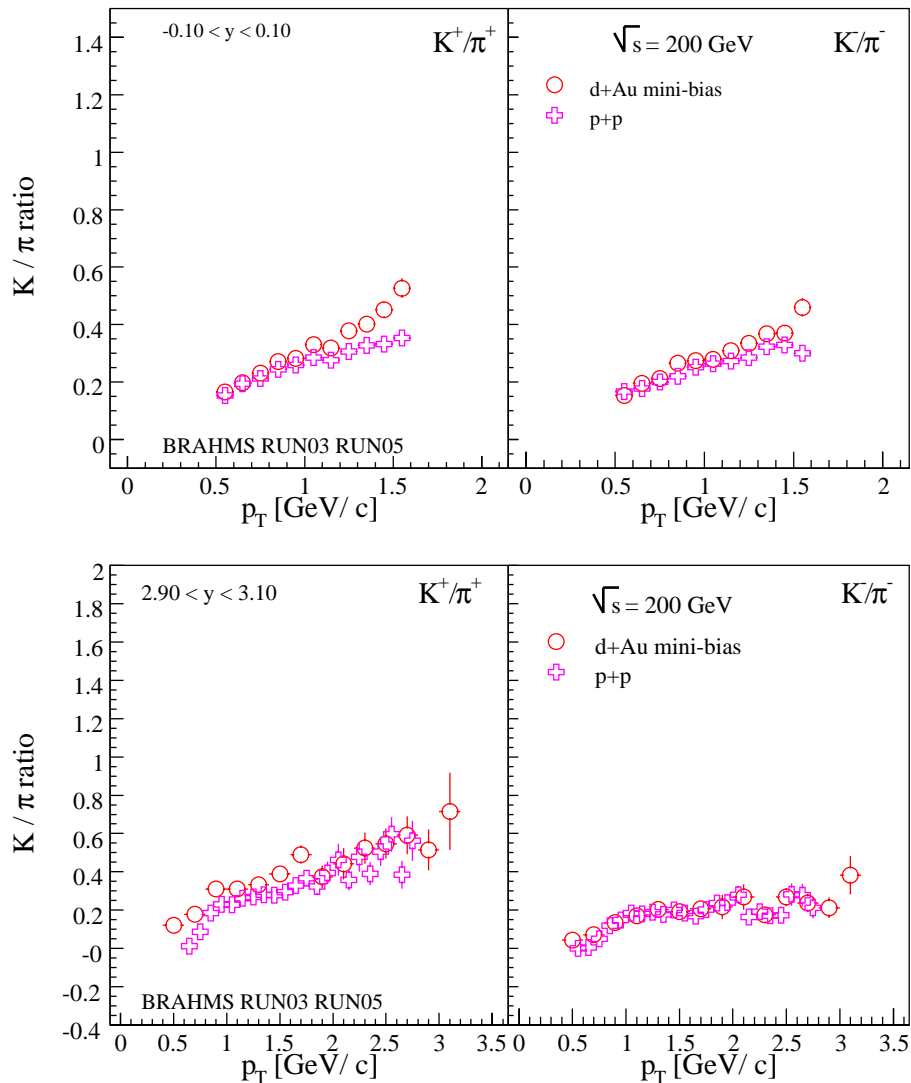 -0.10 < y < 0.10
K+/π+
√s = 200 GeV
K-/π-
d+Au mini-bias
p+p
1.4
1.2
1
0.8
0.6
0.4
0.2
0
K / π ratio
BRAHMS RUN03 RUN05
0 0.5 1 1.5 2
0 0.5 1 1.5 2
pT [GeV/ c]
pT [GeV/ c]
2.90 < y < 3.10
K+/π+
√s = 200 GeV
K-/π-
d+Au mini-bias
p+p
2
1.8
1.6
1.4
1.2
1
0.8
0.6
0.4
0.2
-0
-0.2
-0.4
K / π ratio
BRAHMS RUN03 RUN05
0 0.5 1 1.5 2 2.5 3 3.5
0 0.5 1 1.5 2 2.5 3 3.5
pT [GeV/ c]
pT [GeV/ c]